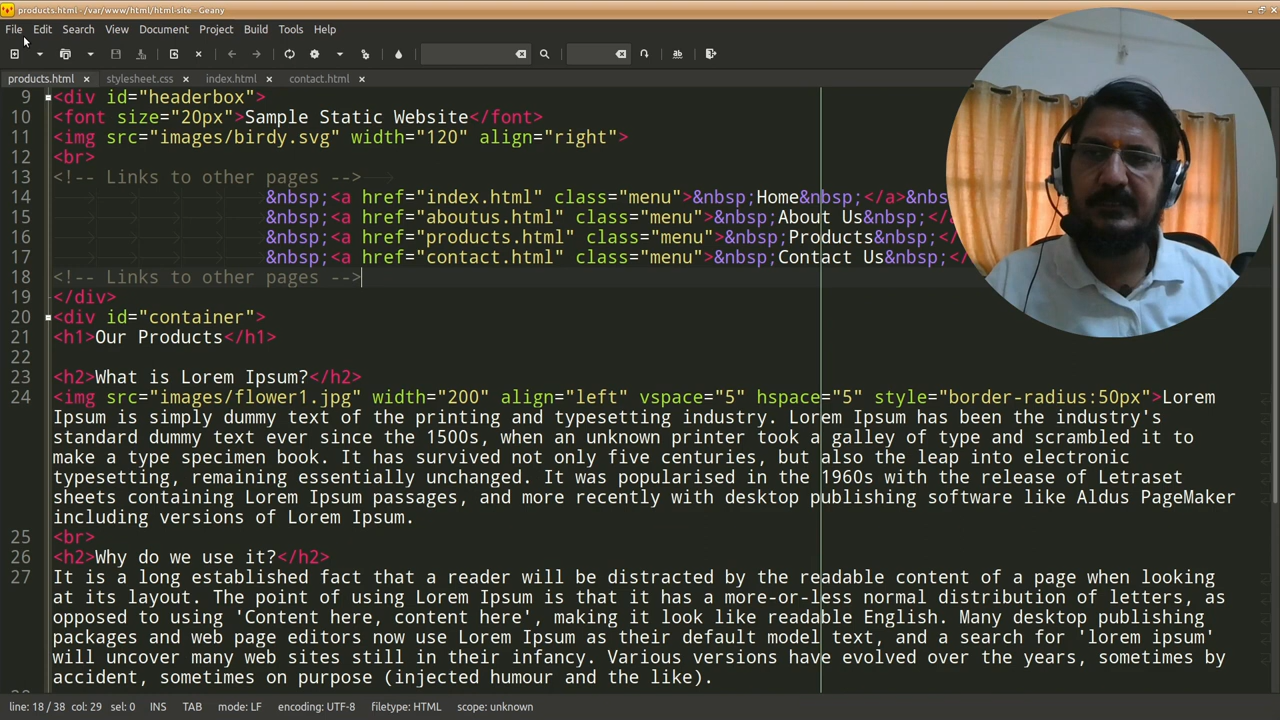 products.html - /var/www/html/html-site - Geany
File Edit Search View Document Project Build Tools Help
products.html stylesheet.css index.html contact.html
9 <div id="headerbox">
10 <font size="20px">Sample Static Website</font>
11 <img src="images/birdy.svg" width="120" align="right">
12 <br>
13 <!-- Links to other pages -->
14 &nbsp;<a href="index.html" class="menu">&nbsp;Home&nbsp;</a>&nbs
15 &nbsp;<a href="aboutus.html" class="menu">&nbsp;About Us&nbsp;</
16 &nbsp;<a href="products.html" class="menu">&nbsp;Products&nbsp;</
17 &nbsp;<a href="contact.html" class="menu">&nbsp;Contact Us&nbsp;</
18 <!-- Links to other pages -->
19 </div>
20 <div id="container">
21 <h1>Our Products</h1>
22
23 <h2>What is Lorem Ipsum?</h2>
24 <img src="images/flower1.jpg" width="200" align="left" vspace="5" hspace="5" style="border-radius:50px">Lorem
Ipsum is simply dummy text of the printing and typesetting industry. Lorem Ipsum has been the industry's
standard dummy text ever since the 1500s, when an unknown printer took a galley of type and scrambled it to
make a type specimen book. It has survived not only five centuries, but also the leap into electronic
typesetting, remaining essentially unchanged. It was popularised in the 1960s with the release of Letraset
sheets containing Lorem Ipsum passages, and more recently with desktop publishing software like Aldus PageMaker
including versions of Lorem Ipsum.
25 <br>
26 <h2>Why do we use it?</h2>
27 It is a long established fact that a reader will be distracted by the readable content of a page when looking
at its layout. The point of using Lorem Ipsum is that it has a more-or-less normal distribution of letters, as
opposed to using 'Content here, content here', making it look like readable English. Many desktop publishing
packages and web page editors now use Lorem Ipsum as their default model text, and a search for 'lorem ipsum'
will uncover many web sites still in their infancy. Various versions have evolved over the years, sometimes by
accident, sometimes on purpose (injected humour and the like).
line: 18 / 38 col: 29 sel: 0 INS TAB mode: LF encoding: UTF-8 filetype: HTML scope: unknown